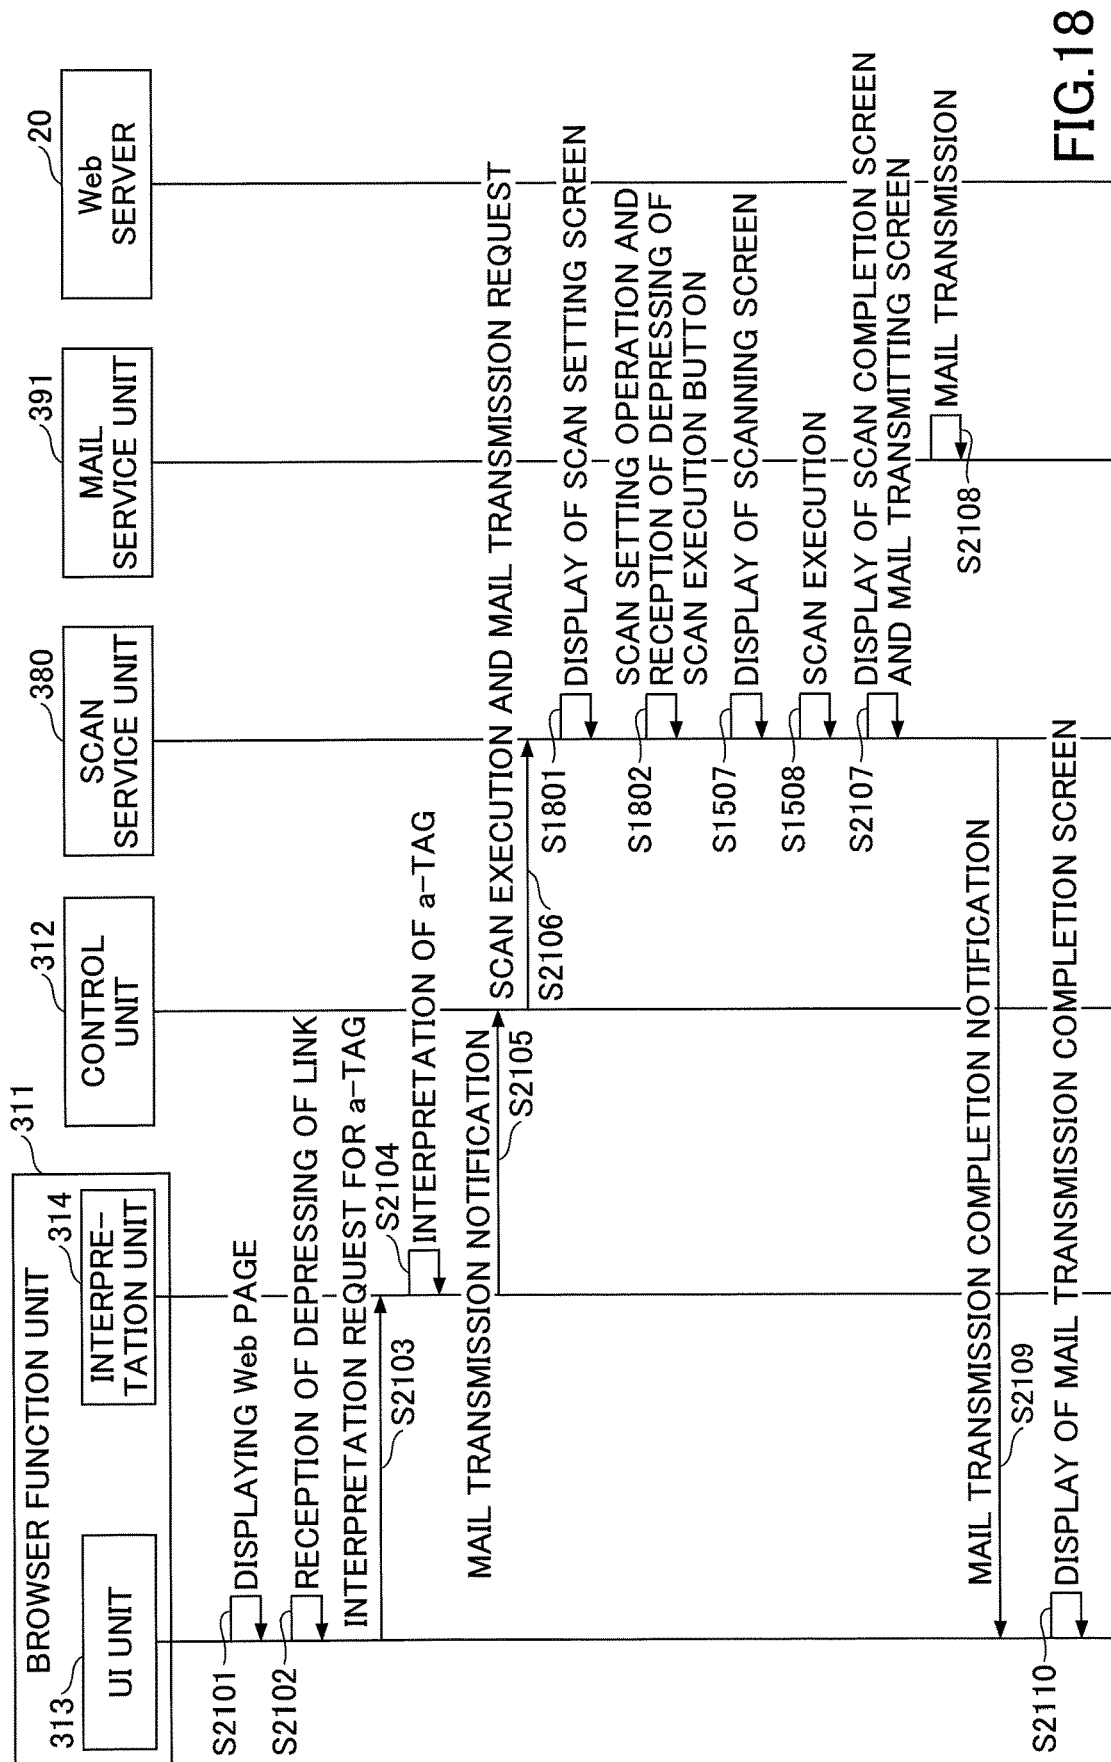 BROWSER FUNCTION UNIT
311
313
UI UNIT
314
INTERPRE-
TATION UNIT
312
CONTROL
UNIT
380
SCAN
SERVICE UNIT
391
MAIL
SERVICE UNIT
20
Web
SERVER
S2101
DISPLAYING Web PAGE
S2102
RECEPTION OF DEPRESSING OF LINK
INTERPRETATION REQUEST FOR a-TAG
S2103
S2104
INTERPRETATION OF a-TAG
MAIL TRANSMISSION NOTIFICATION
S2105
SCAN EXECUTION AND MAIL TRANSMISSION REQUEST
S2106
S1801
DISPLAY OF SCAN SETTING SCREEN
S1802
SCAN SETTING OPERATION AND
RECEPTION OF DEPRESSING OF
SCAN EXECUTION BUTTON
S1507
DISPLAY OF SCANNING SCREEN
S1508
SCAN EXECUTION
S2107
DISPLAY OF SCAN COMPLETION SCREEN
AND MAIL TRANSMITTING SCREEN
MAIL TRANSMISSION
S2108
MAIL TRANSMISSION COMPLETION NOTIFICATION
S2109
S2110
DISPLAY OF MAIL TRANSMISSION COMPLETION SCREEN
FIG.18